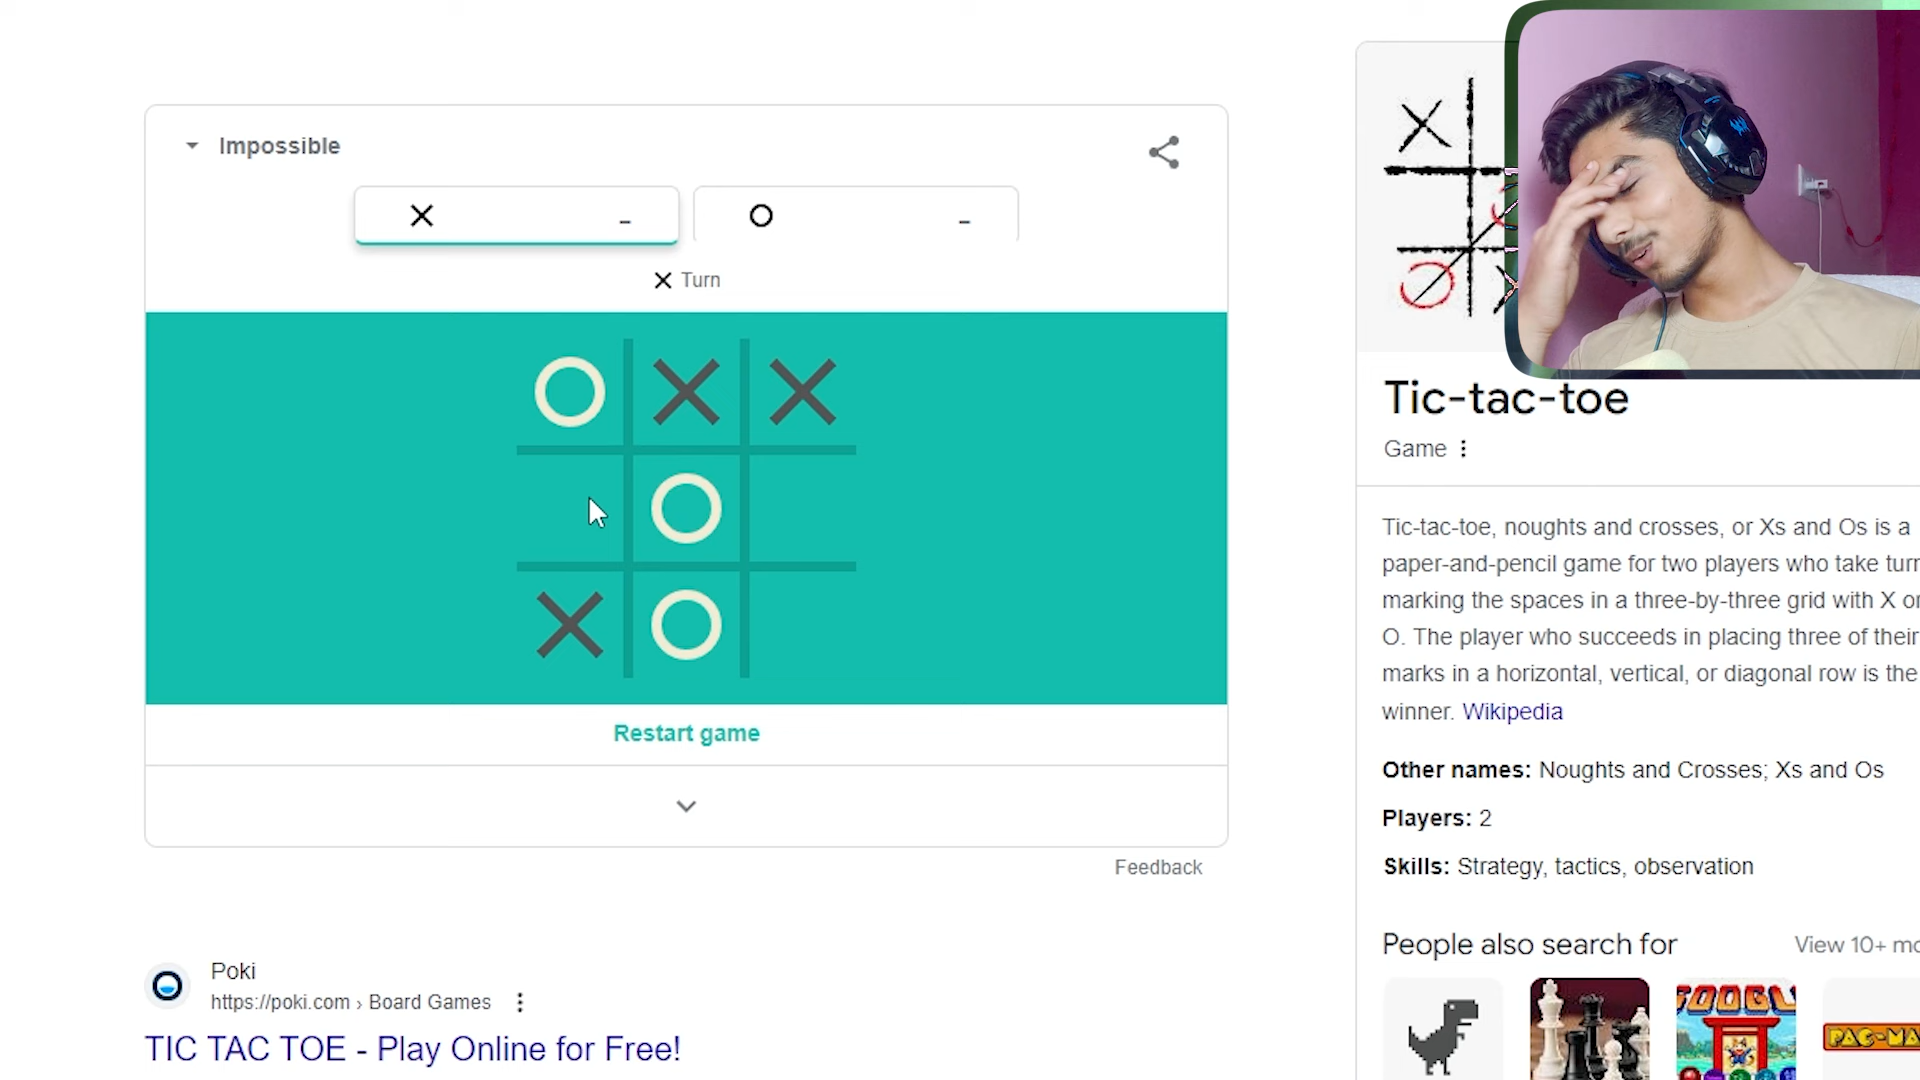 Impossible
X -
O -
X Turn
O X X
O
X O
Restart game
Feedback
Poki
https://poki.com › Board Games
TIC TAC TOE - Play Online for Free!
Tic-tac-toe
Game
Tic-tac-toe, noughts and crosses, or Xs and Os is a
paper-and-pencil game for two players who take turn
marking the spaces in a three-by-three grid with X or
O. The player who succeeds in placing three of their
marks in a horizontal, vertical, or diagonal row is the
winner. Wikipedia
Other names: Noughts and Crosses; Xs and Os
Players: 2
Skills: Strategy, tactics, observation
People also search for
View 10+ mo
GOOGL
PAC-MA